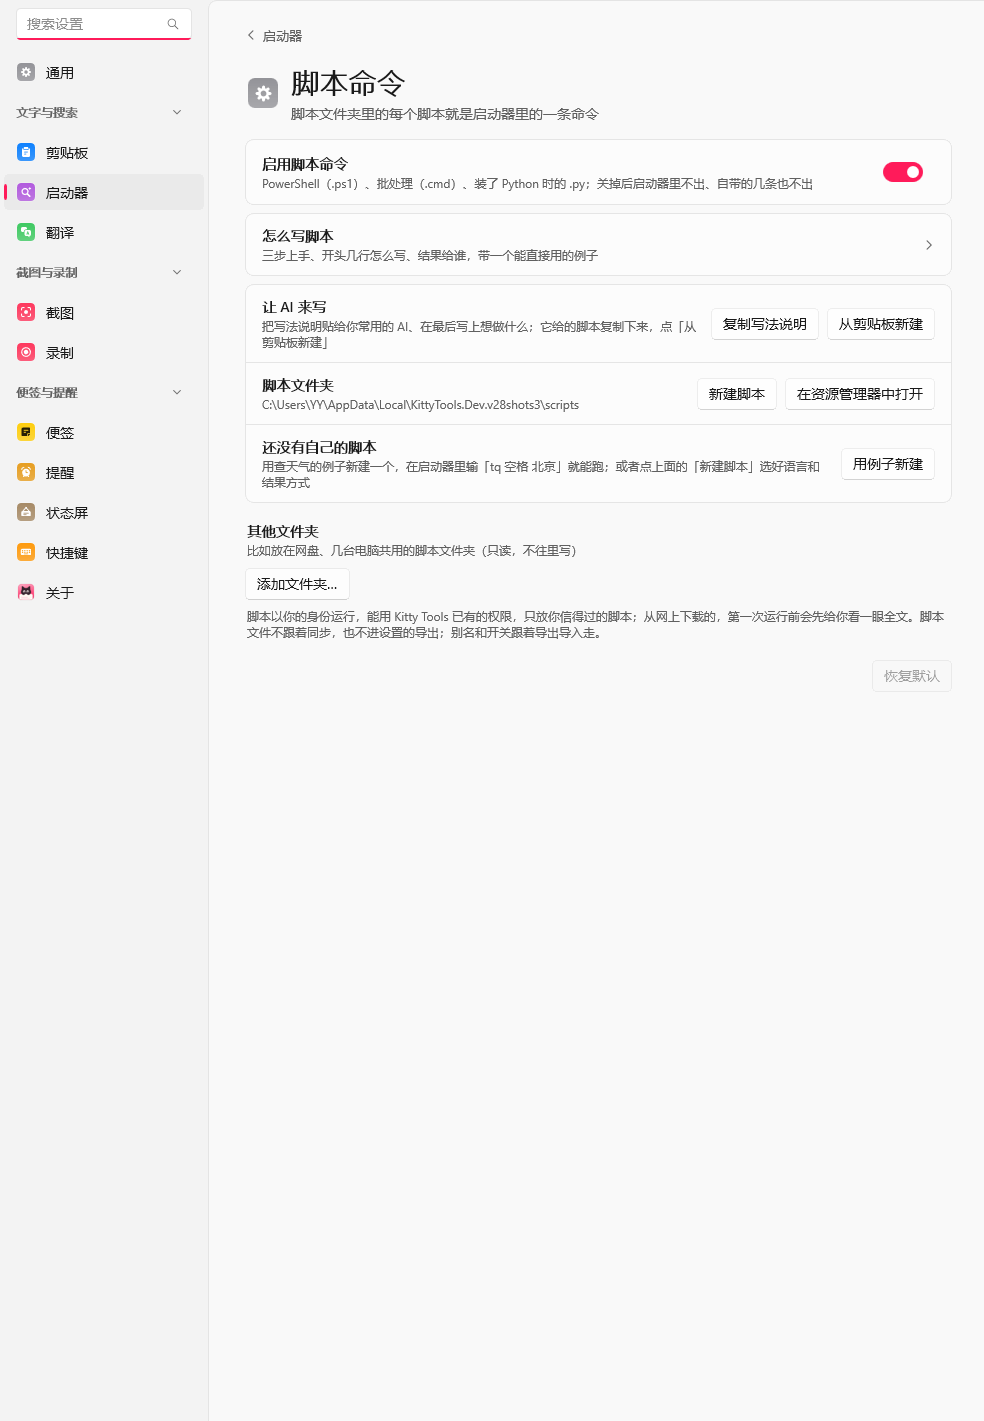 搜索设置
通用
文字与搜索
剪贴板
启动器
翻译
截图与录制
截图
录制
便签与提醒
便签
提醒
状态屏
快捷键
关于
启动器
脚本命令
脚本文件夹里的每个脚本就是启动器里的一条命令
启用脚本命令
PowerShell（.ps1）、批处理（.cmd）、装了 Python 时的 .py；关掉后启动器里不出、自带的几条也不出
怎么写脚本
三步上手、开头几行怎么写、结果给谁，带一个能直接用的例子
让 AI 来写
把写法说明贴给你常用的 AI、在最后写上想做什么；它给的脚本复制下来，点「从
剪贴板新建」
复制写法说明
从剪贴板新建
脚本文件夹
C:\Users\YY\AppData\Local\KittyTools.Dev.v28shots3\scripts
新建脚本
在资源管理器中打开
还没有自己的脚本
用查天气的例子新建一个，在启动器里输「tq 空格 北京」就能跑；或者点上面的「新建脚本」选好语言和
结果方式
用例子新建
其他文件夹
比如放在网盘、几台电脑共用的脚本文件夹（只读，不往里写）
添加文件夹...
脚本以你的身份运行，能用 Kitty Tools 已有的权限，只放你信得过的脚本；从网上下载的，第一次运行前会先给你看一眼全文。脚本
文件不跟着同步，也不进设置的导出；别名和开关跟着导出导入走。
恢复默认